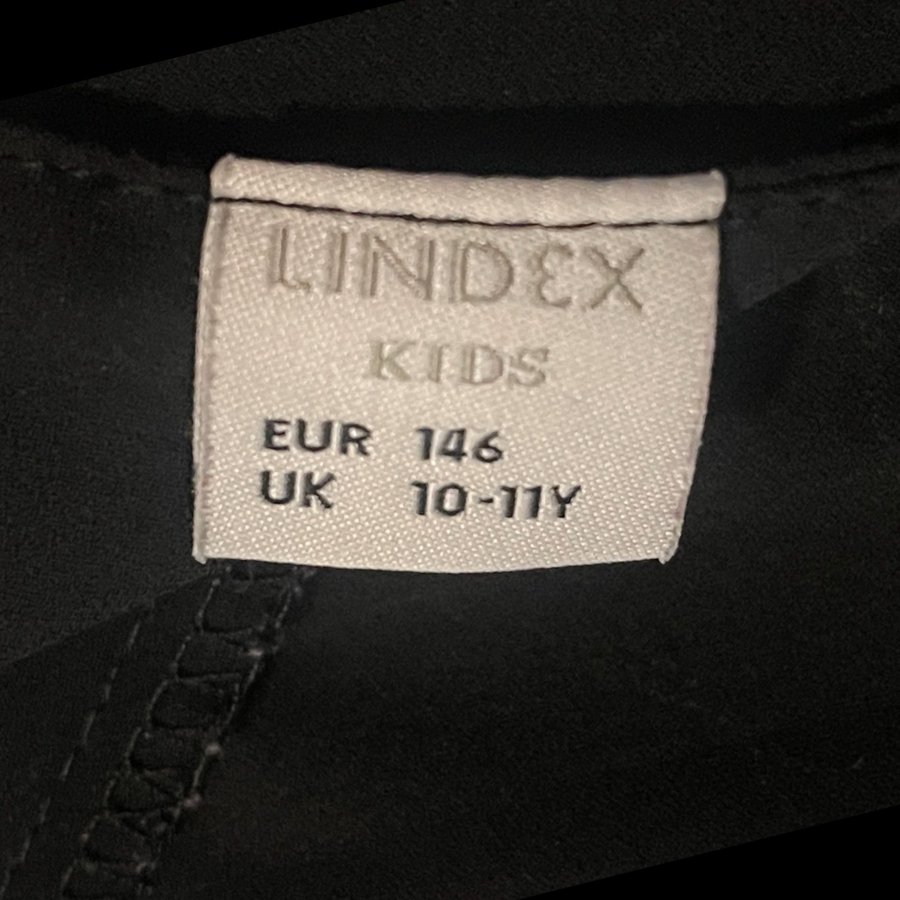 LINDEX
KIDS
EUR 146
UK 10-11Y